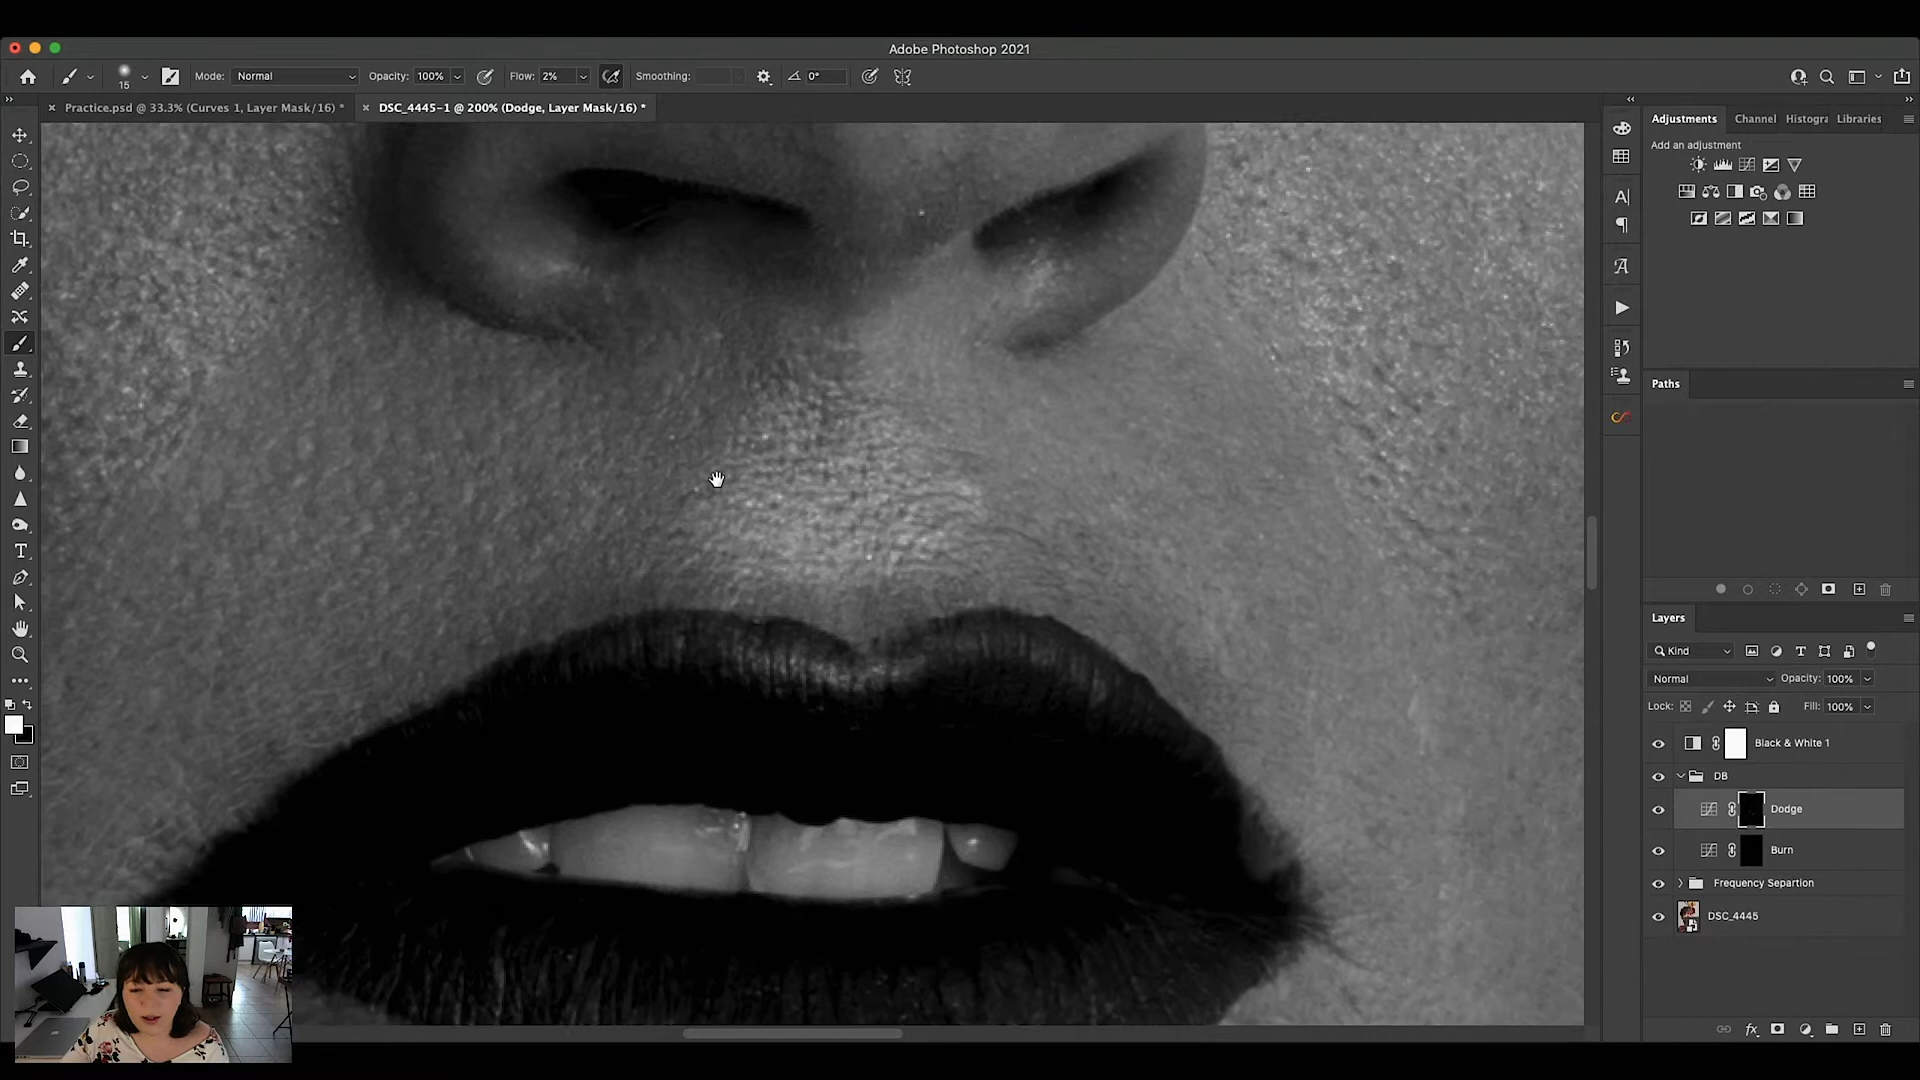 Adobe Photoshop 2021
15 Mode: Normal Opacity: 100% Flow: 2% Smoothing: 0°
Practice.psd @ 33.3% (Curves 1, Layer Mask/16) *
DSC_4445-1 @ 200% (Dodge, Layer Mask/16) *
Adjustments Channel Histogra Libraries
Add an adjustment
Paths
Layers
Kind
Normal Opacity: 100%
Lock: Fill: 100%
Black & White 1
DB
Dodge
Burn
Frequency Separtion
DSC_4445